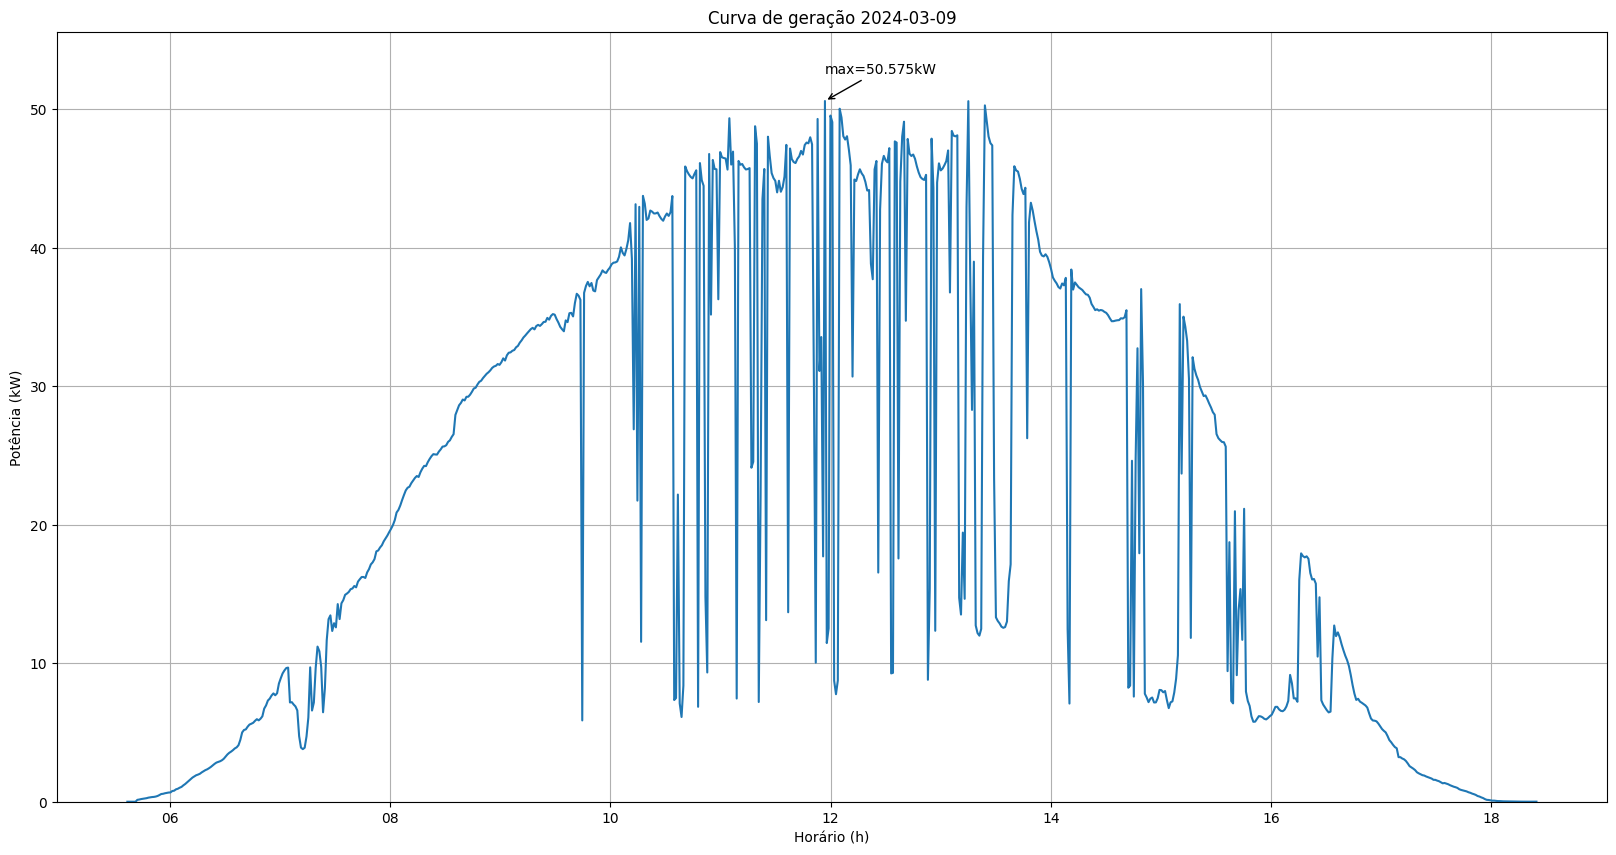 Curva de geração 2024-03-09
max=50.575kW
Potência (kW)
50
40
30
20
10
0
06 08 10 12 14 16 18
Horário (h)